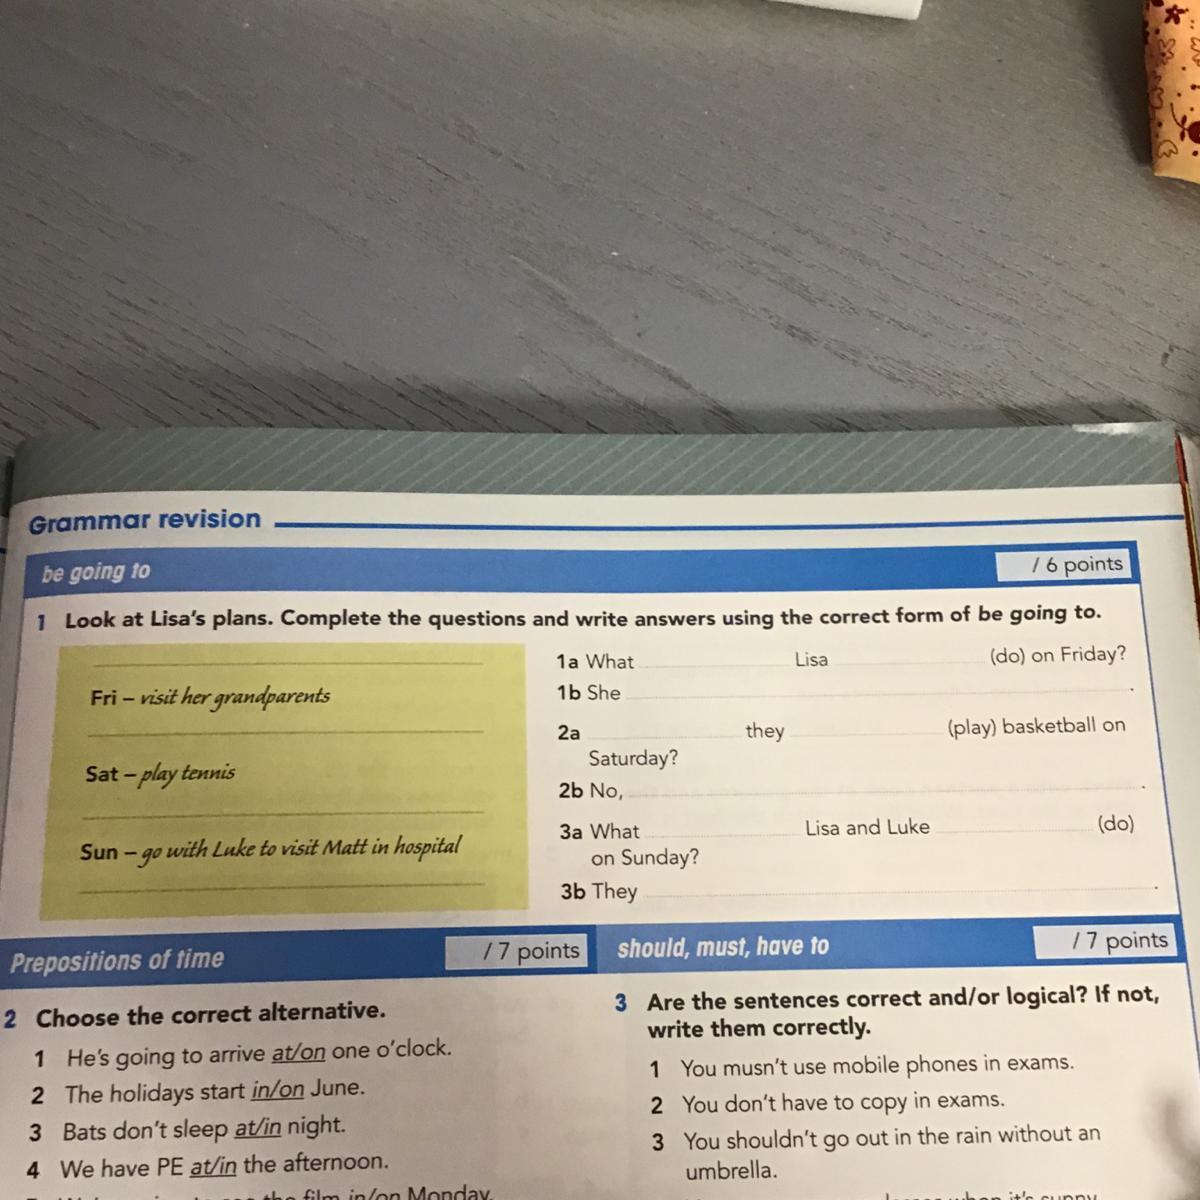 Grammar revision
be going to
/ 6 points
1 Look at Lisa's plans. Complete the questions and write answers using the correct form of be going to.
Fri – visit her grandparents
Sat – play tennis
Sun – go with Luke to visit Matt in hospital
1a What Lisa (do) on Friday?
1b She .
2a they (play) basketball on
Saturday?
2b No, .
3a What Lisa and Luke (do)
on Sunday?
3b They .
Prepositions of time
/ 7 points
2 Choose the correct alternative.
1 He's going to arrive at/on one o'clock.
2 The holidays start in/on June.
3 Bats don't sleep at/in night.
4 We have PE at/in the afternoon.
the film in/on Monday.
should, must, have to
/ 7 points
3 Are the sentences correct and/or logical? If not,
write them correctly.
1 You musn't use mobile phones in exams.
2 You don't have to copy in exams.
3 You shouldn't go out in the rain without an
umbrella.
when it's sunny